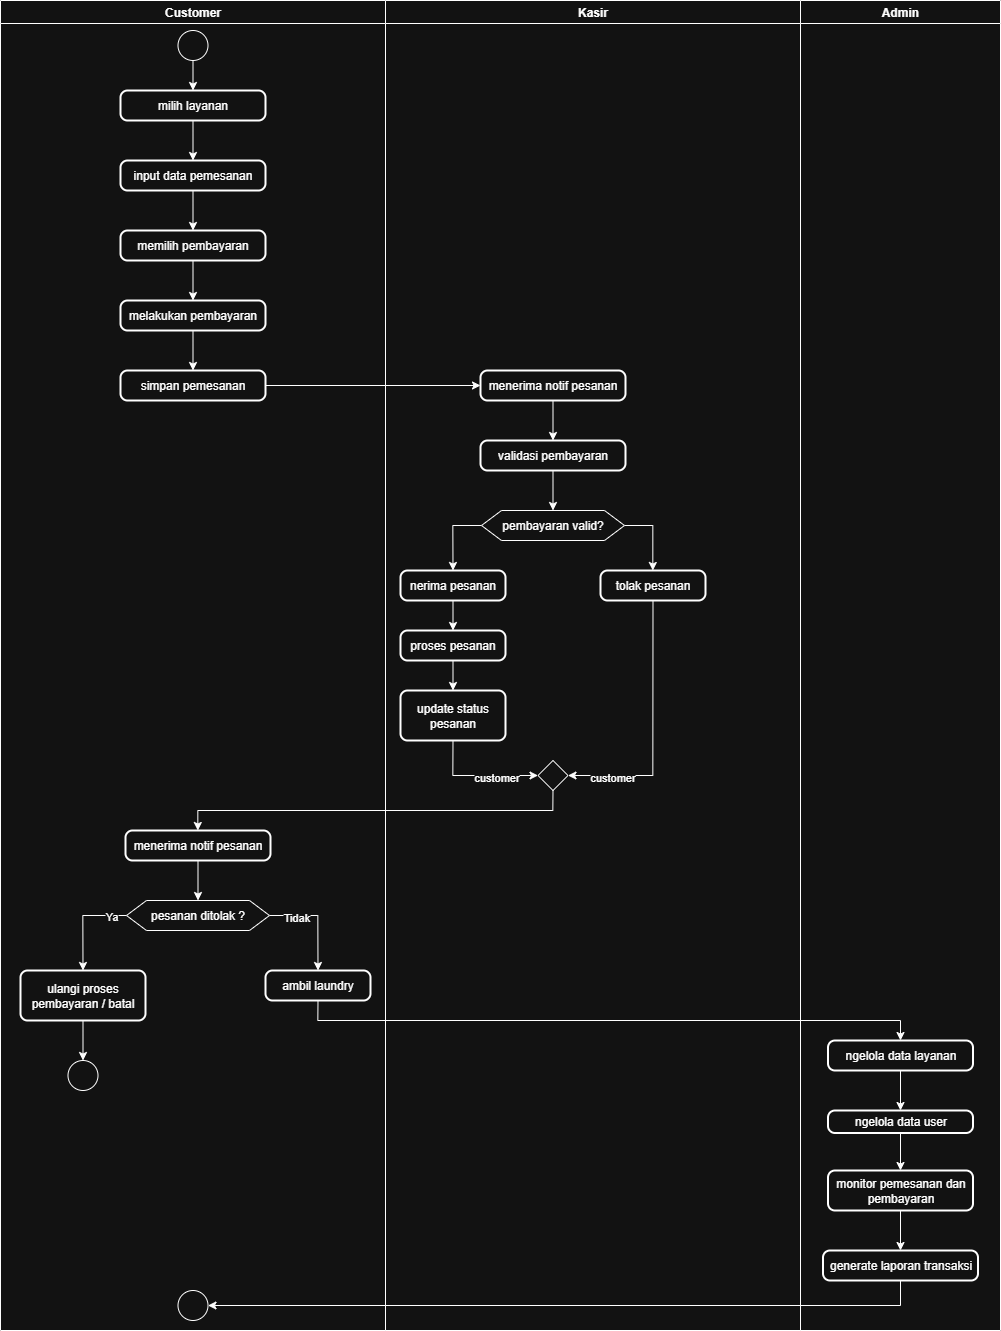 Customer
Kasir
Admin
milih layanan
input data pemesanan
memilih pembayaran
melakukan pembayaran
simpan pemesanan
menerima notif pesanan
validasi pembayaran
pembayaran valid?
nerima pesanan
tolak pesanan
proses pesanan
update status
pesanan
customer
customer
menerima notif pesanan
pesanan ditolak ?
Ya
Tidak
ulangi proses
pembayaran / batal
ambil laundry
ngelola data layanan
ngelola data user
monitor pemesanan dan
pembayaran
generate laporan transaksi